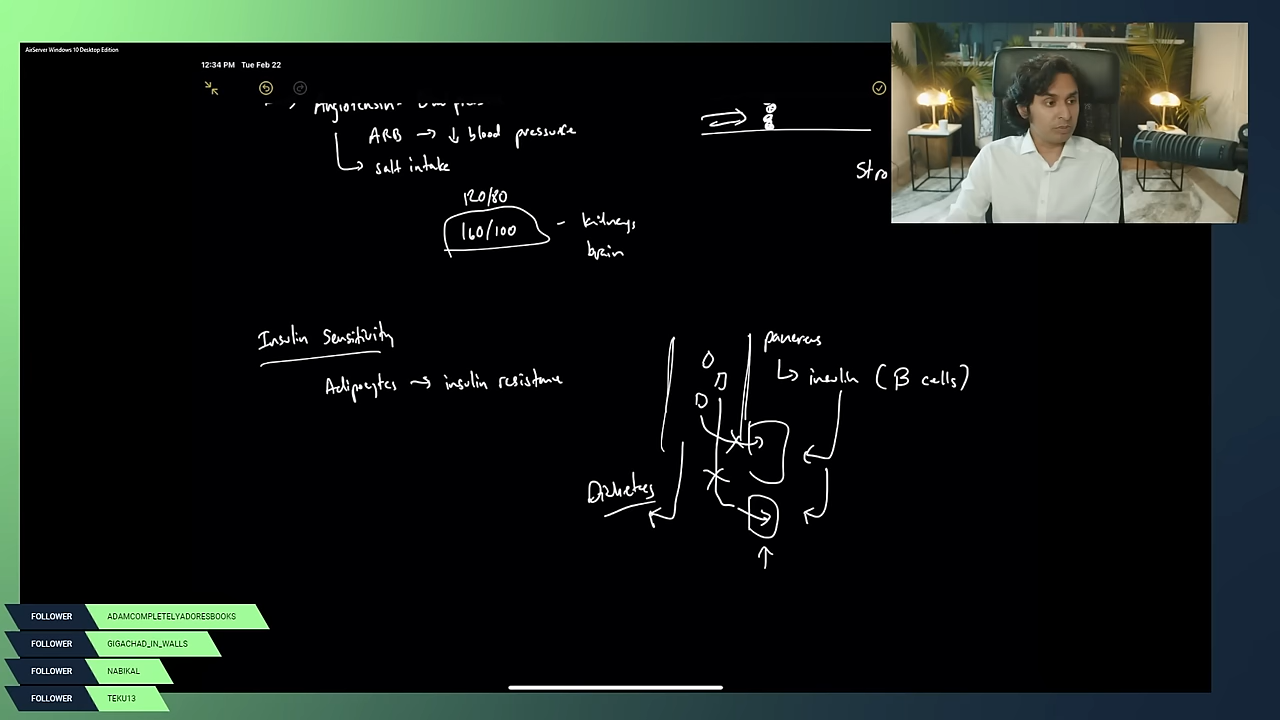 AirServer Windows 10 Desktop Edition
12:34 PM Tue Feb 22
Angiotensin-
ARB → ↓ blood pressure
↳ salt intake
Stro
120/80
160/100 - kidneys
brain
Insulin Sensitivity
Adipocytes → insulin resistance
pancreas
↳ insulin (B cells)
Diabetes
FOLLOWER ADAMCOMPLETELYADORESBOOKS
FOLLOWER GIGACHAD_IN_WALLS
FOLLOWER NABIKAL
FOLLOWER TEKU13